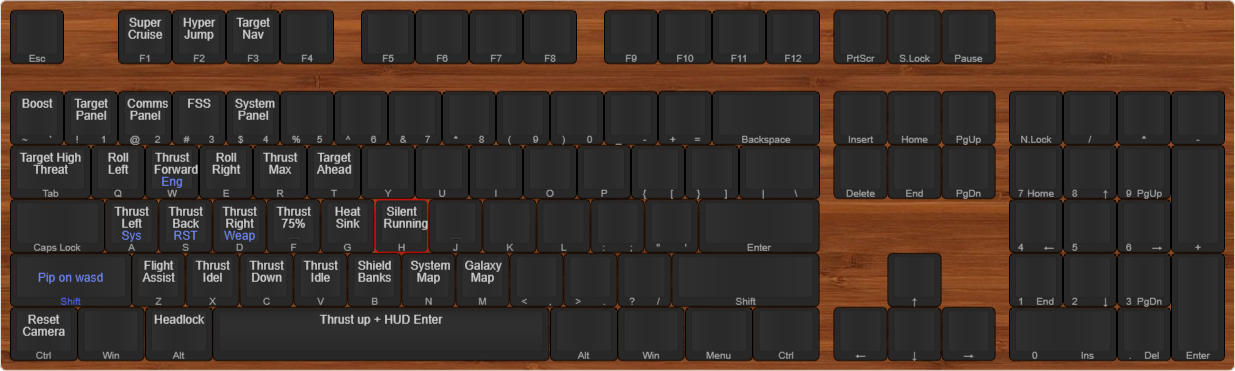 Super Cruise Hyper Jump Target Nav
Esc F1 F2 F3 F4 F5 F6 F7 F8 F9 F10 F11 F12 PrtScr S.Lock Pause
Boost Target Panel Comms Panel FSS System Panel
~ ` ! 1 @ 2 # 3 $ 4 % 5 ^ 6 & 7 * 8 ( 9 ) 0 _ - + = Backspace Insert Home PgUp N.Lock / * -
Target High Threat Roll Left Thrust Forward Eng Roll Right Thrust Max Target Ahead
Tab Q W E R T Y U I O P { [ } ] | \ Delete End PgDn 7 Home 8 ↑ 9 PgUp
Thrust Left Sys Thrust Back RST Thrust Right Weap Thrust 75% Heat Sink Silent Running
Caps Lock A S D F G H J K L : ; " ' Enter 4 ← 5 6 → +
Pip on wasd Flight Assist Thrust Idel Thrust Down Thrust Idle Shield Banks System Map Galaxy Map
Shift Z X C V B N M < , > . ? / Shift ↑ 1 End 2 ↓ 3 PgDn
Reset Camera Headlock Thrust up + HUD Enter
Ctrl Win Alt Alt Win Menu Ctrl ← ↓ → 0 Ins . Del Enter